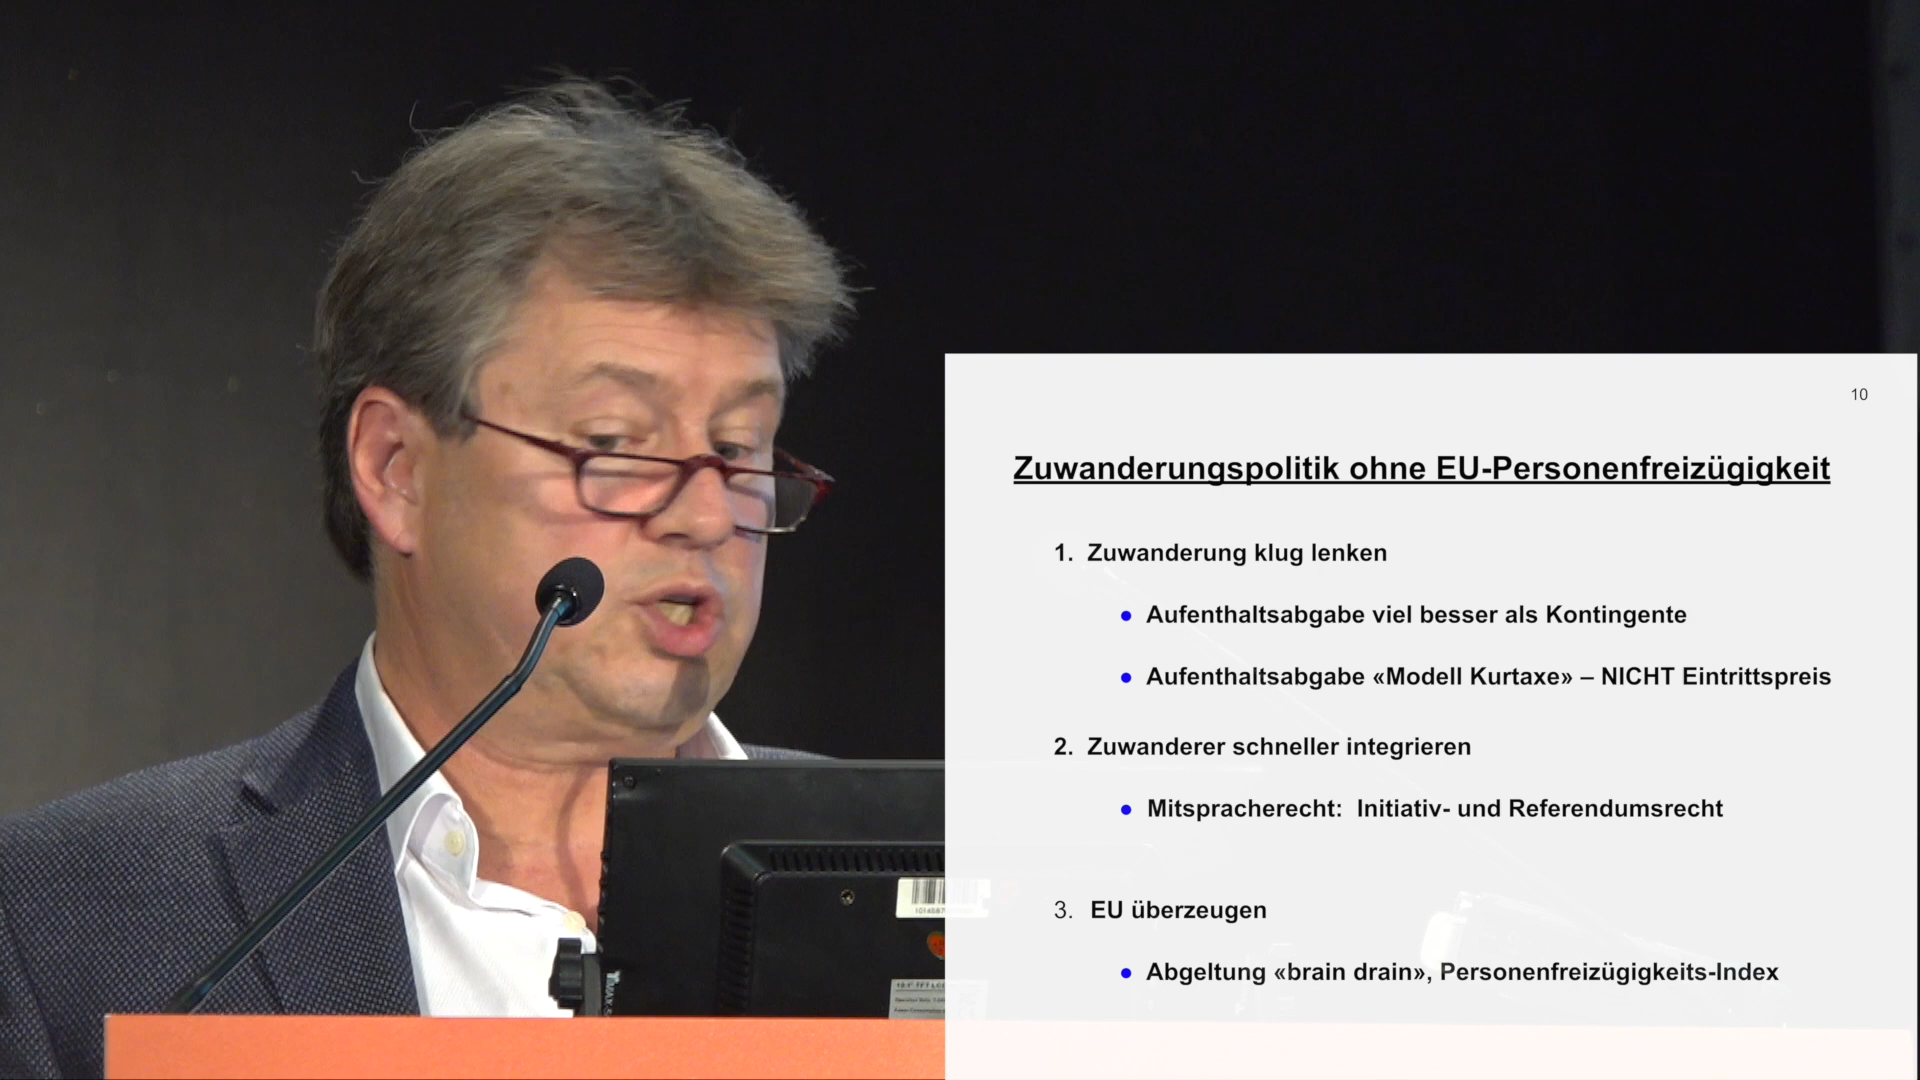 10
Zuwanderungspolitik ohne EU-Personenfreizügigkeit
1. Zuwanderung klug lenken
● Aufenthaltsabgabe viel besser als Kontingente
● Aufenthaltsabgabe «Modell Kurtaxe» – NICHT Eintrittspreis
2. Zuwanderer schneller integrieren
● Mitspracherecht: Initiativ- und Referendumsrecht
3. EU überzeugen
● Abgeltung «brain drain», Personenfreizügigkeits-Index